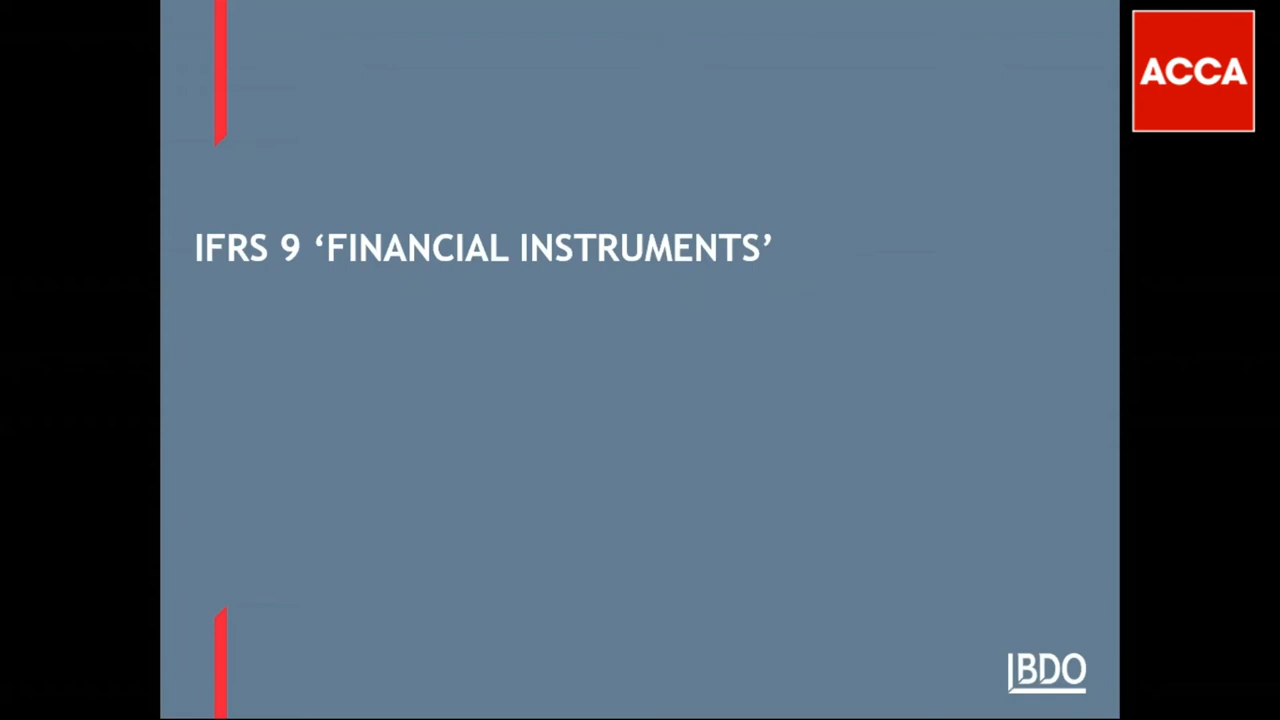 ACCA
IFRS 9 ‘FINANCIAL INSTRUMENTS’
BDO